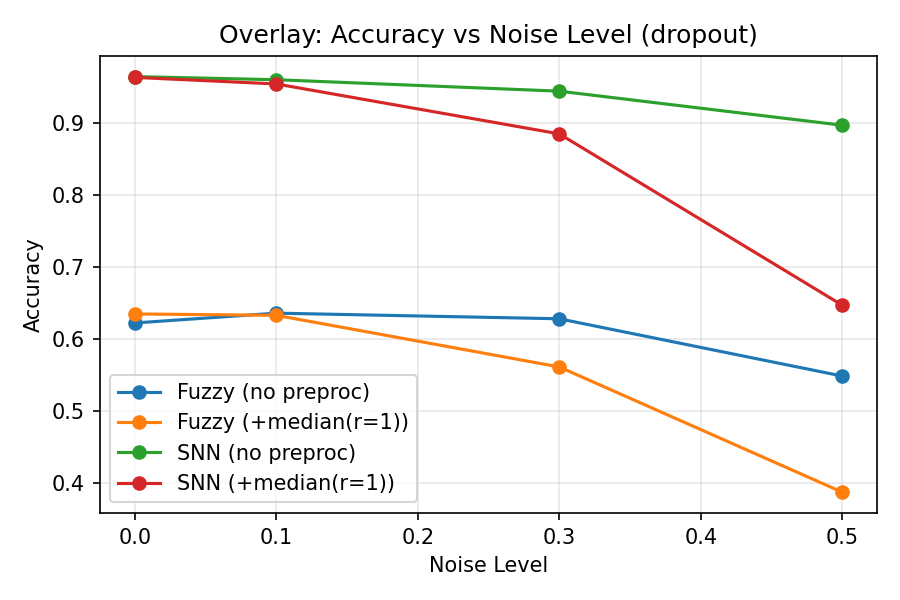 Overlay: Accuracy vs Noise Level (dropout)
Accuracy
0.9
0.8
0.7
0.6
0.5
0.4
Fuzzy (no preproc)
Fuzzy (+median(r=1))
SNN (no preproc)
SNN (+median(r=1))
0.0 0.1 0.2 0.3 0.4 0.5
Noise Level